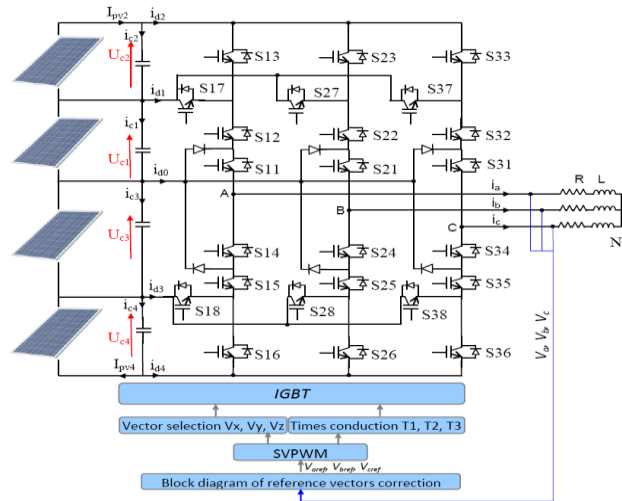 Ipv2 id2
ic2 S13 S23 S33
Uc2
S17 S27 S37
id1
ic1 S12 S22 S32
Uc1
S11 S21 S31
id0
A ia R L
ic3
B ib
Uc3 C ic N
S14 S24 S34
S15 S25 S35
id3
ic4 S18 S28 S38
Uc4
S16 S26 S36
Ipv4 id4
Va, Vb, Vc
IGBT
Vector selection Vx, Vy, Vz Times conduction T1, T2, T3
SVPWM
Varef, Vbref, Vcref
Block diagram of reference vectors correction